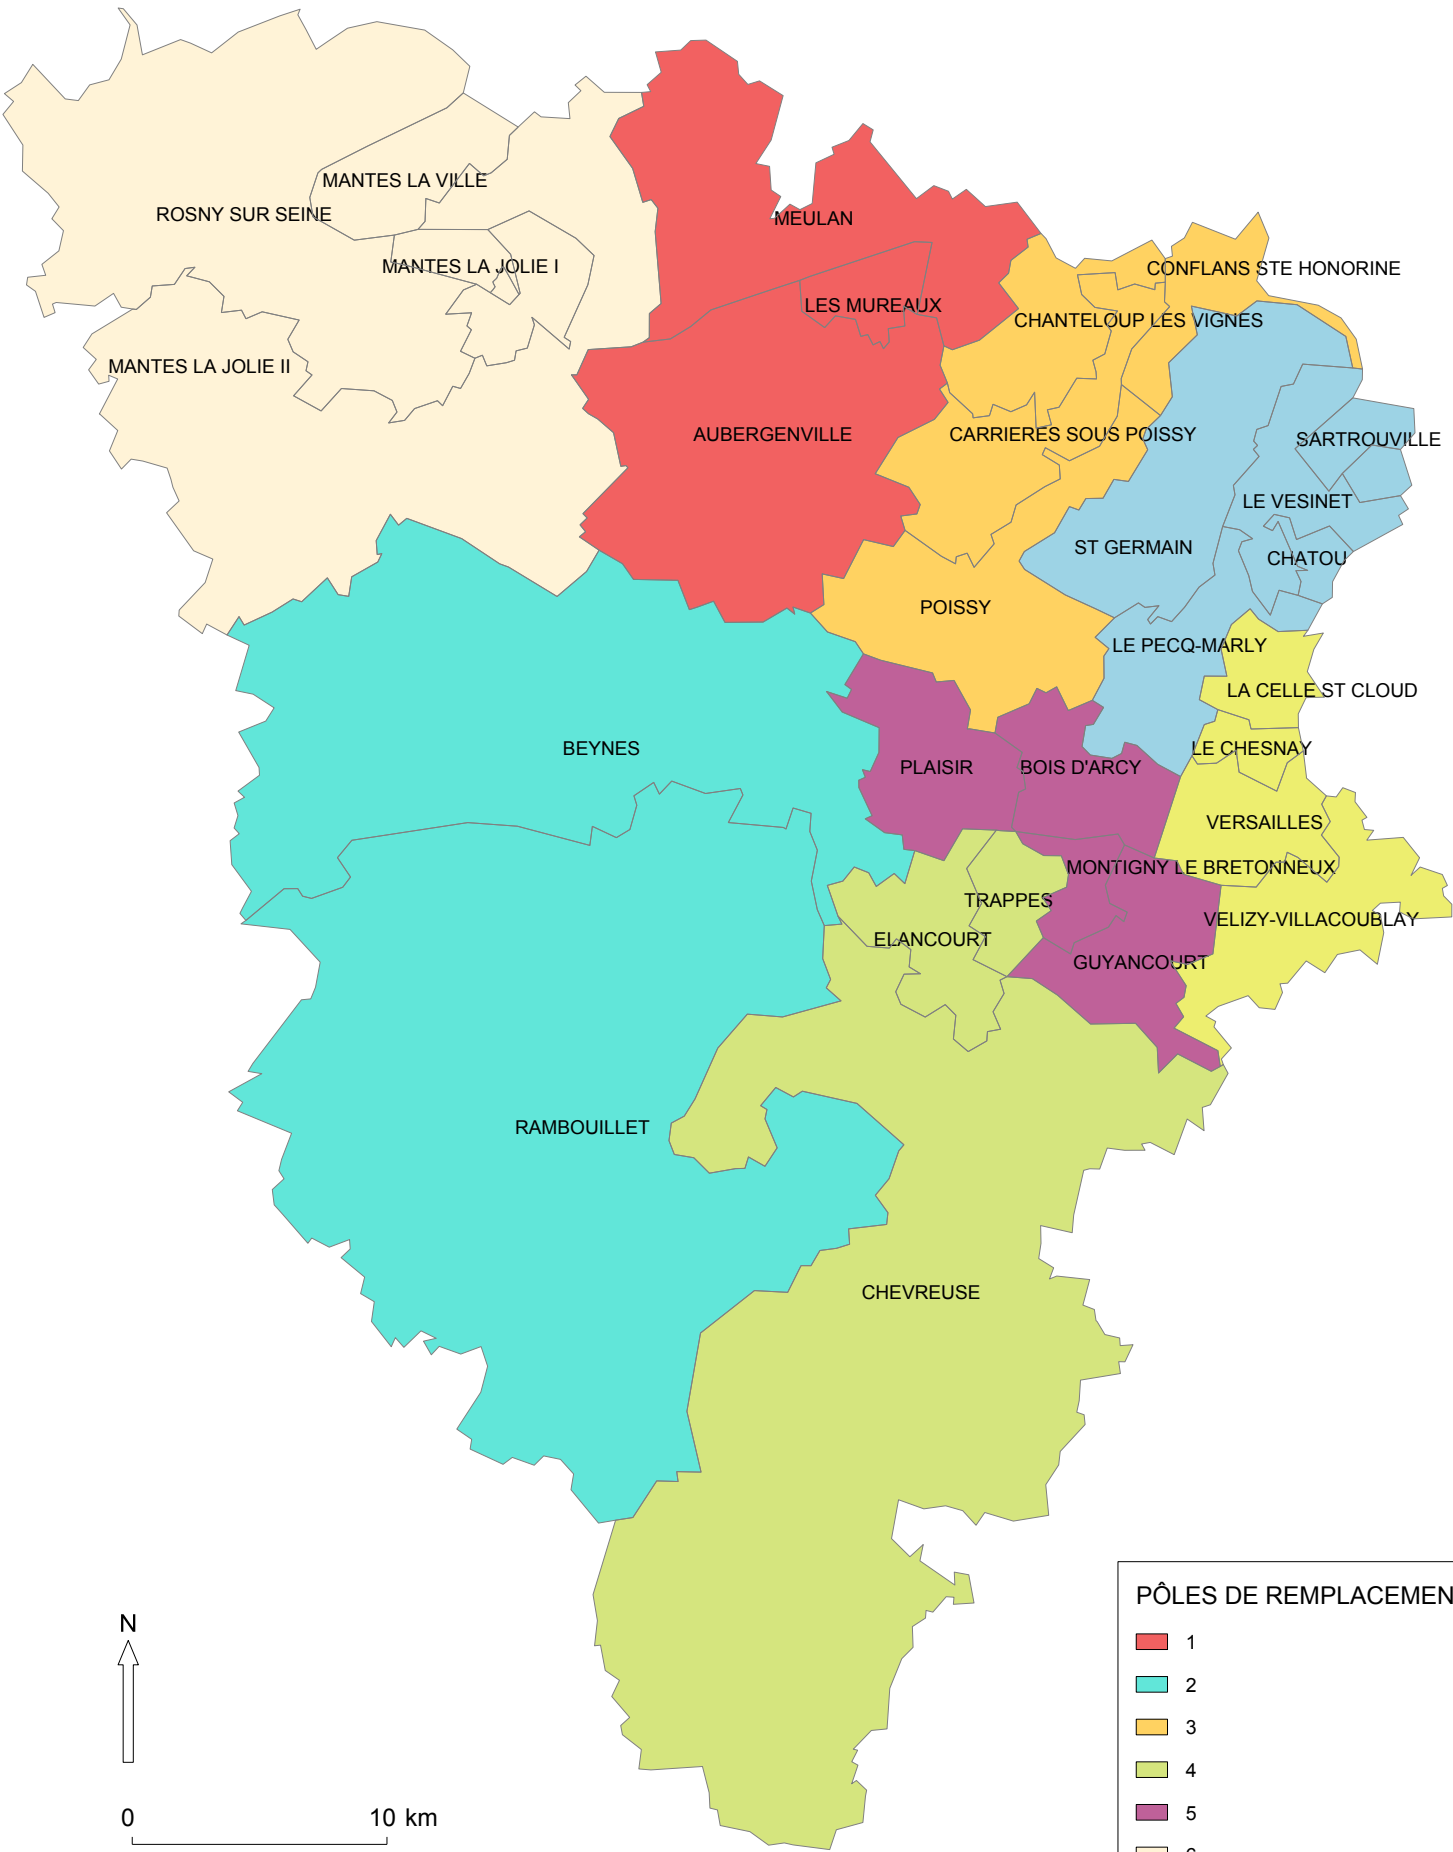 MANTES LA VILLE
ROSNY SUR SEINE
MEULAN
MANTES LA JOLIE I
CONFLANS STE HONORINE
LES MUREAUX
CHANTELOUP LES VIGNES
MANTES LA JOLIE II
AUBERGENVILLE
CARRIERES SOUS POISSY
SARTROUVILLE
LE VESINET
ST GERMAIN
CHATOU
POISSY
LE PECQ-MARLY
LA CELLE ST CLOUD
BEYNES
LE CHESNAY
PLAISIR
BOIS D'ARCY
VERSAILLES
MONTIGNY LE BRETONNEUX
TRAPPES
VELIZY-VILLACOUBLAY
ELANCOURT
GUYANCOURT
RAMBOUILLET
CHEVREUSE
PÔLES DE REMPLACEMEN
1
2
3
4
5
N
0 10 km